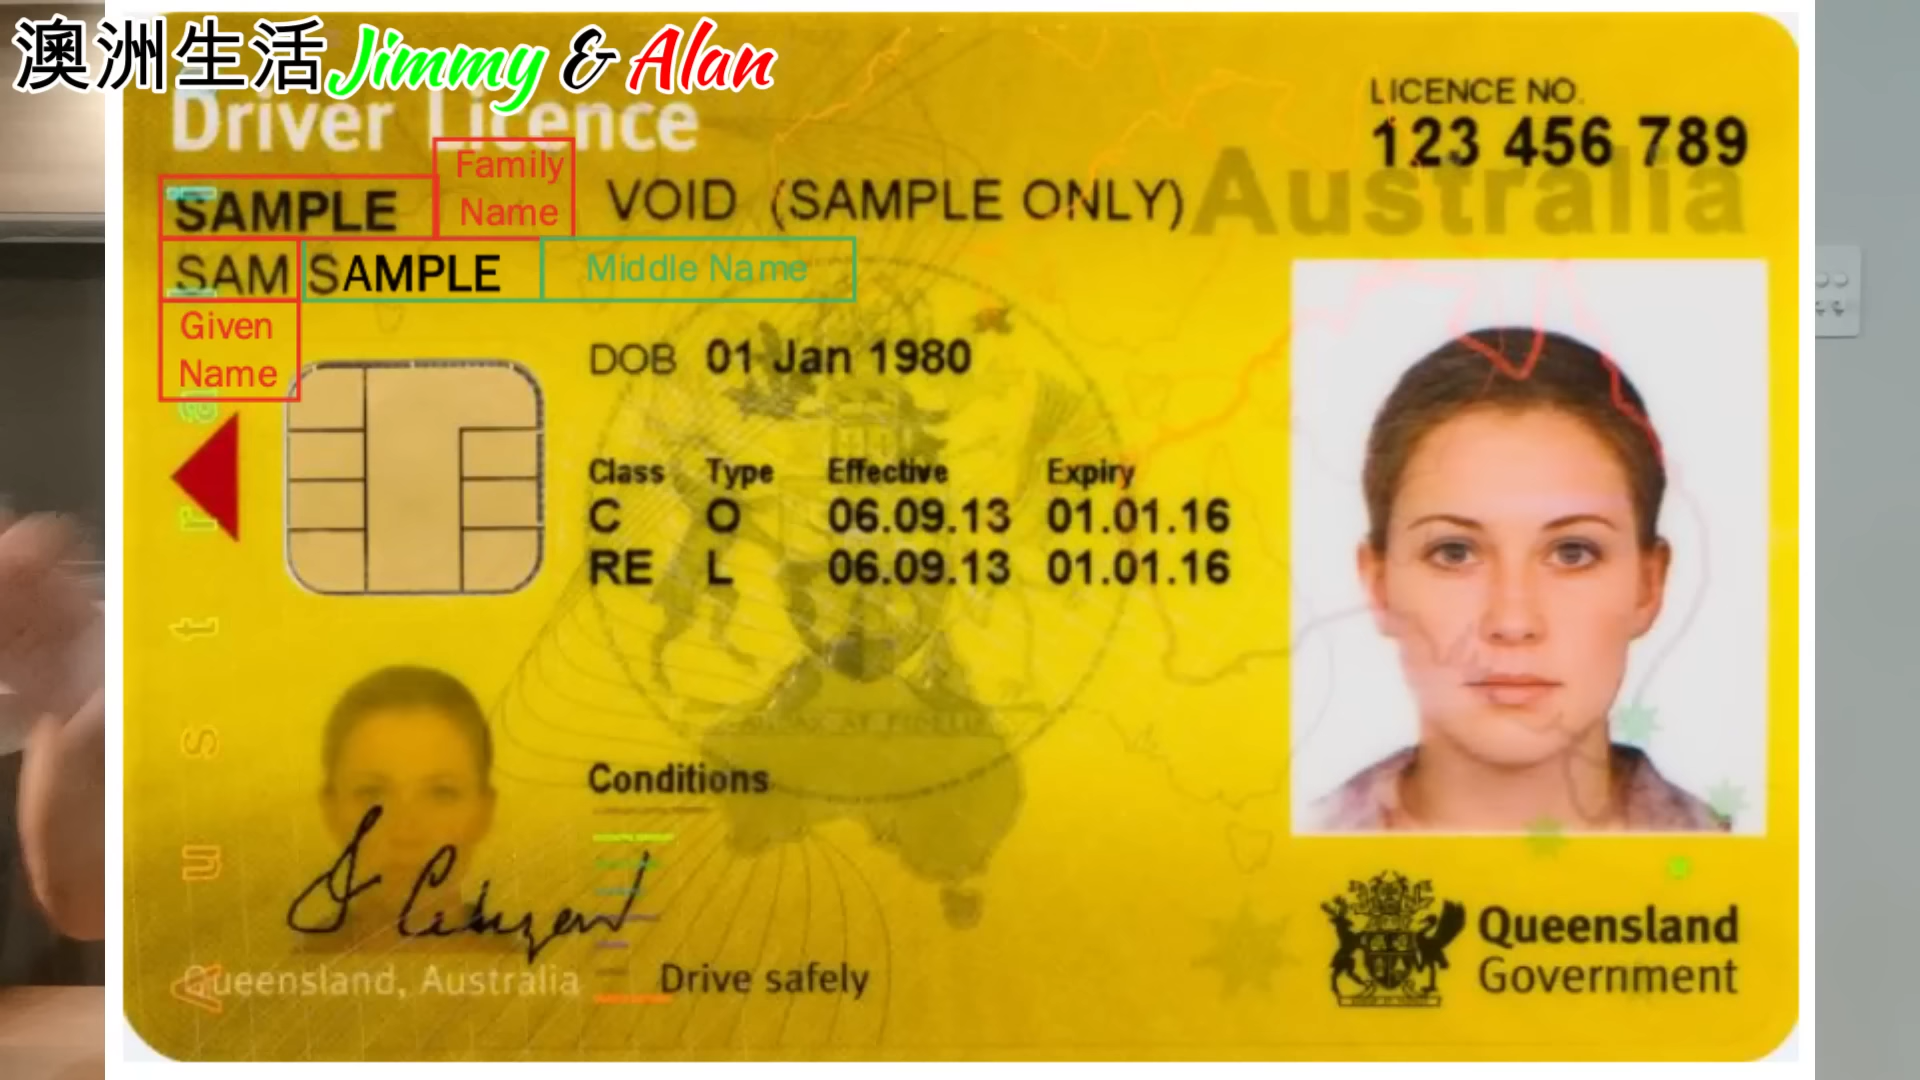 澳洲生活Jimmy & Alan
Driver Licence
LICENCE NO.
123 456 789
Australia
Family
Name
SAMPLE
VOID (SAMPLE ONLY)
SAM SAMPLE
Middle Name
Given
Name
DOB 01 Jan 1980
Class Type Effective Expiry
C O 06.09.13 01.01.16
RE L 06.09.13 01.01.16
Conditions
Australia
Queensland, Australia
Drive safely
Queensland
Government